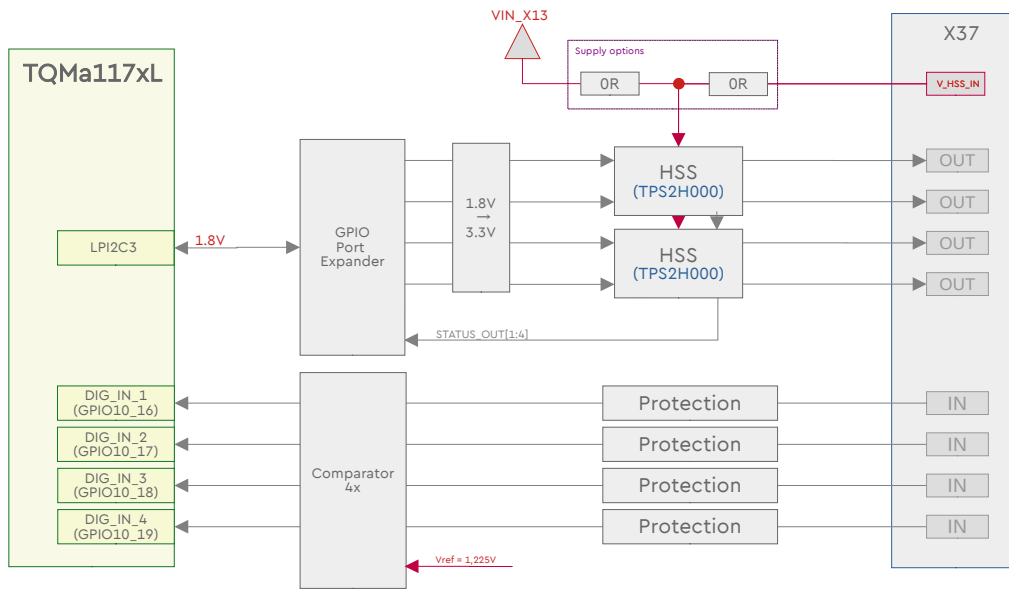 VIN_X13
X37
Supply options
TQMa117xL
0R
0R
V_HSS_IN
HSS
(TPS2H000)
OUT
OUT
1.8V
→
3.3V
GPIO
Port
Expander
LPI2C3
1.8V
HSS
(TPS2H000)
OUT
OUT
STATUS_OUT[1:4]
DIG_IN_1
(GPIO10_16)
Protection
IN
DIG_IN_2
(GPIO10_17)
Protection
IN
Comparator
4x
DIG_IN_3
(GPIO10_18)
Protection
IN
DIG_IN_4
(GPIO10_19)
Protection
IN
Vref = 1,225V